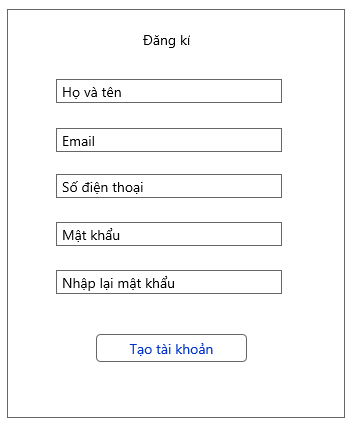 Đăng kí
Họ và tên
Email
Số điện thoại
Mật khẩu
Nhập lại mật khẩu
Tạo tài khoản